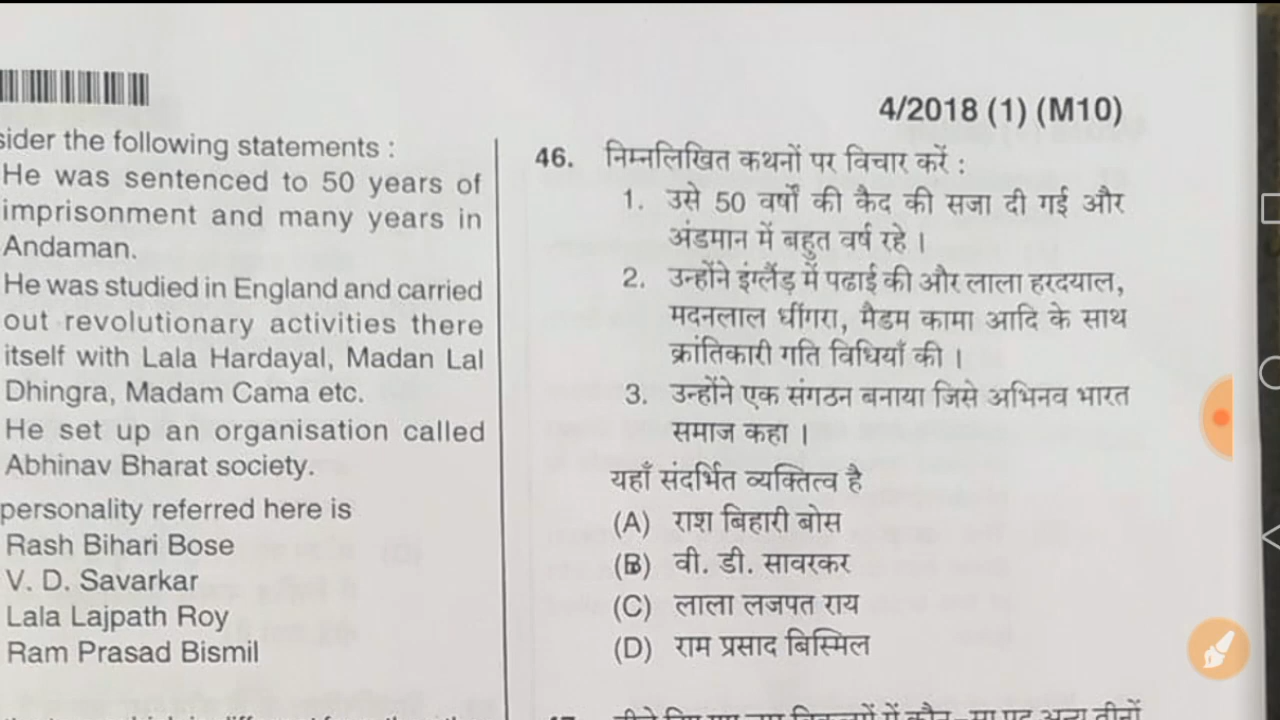 4/2018 (1) (M10)
sider the following statements :
He was sentenced to 50 years of
imprisonment and many years in
Andaman.
He was studied in England and carried
out revolutionary activities there
itself with Lala Hardayal, Madan Lal
Dhingra, Madam Cama etc.
He set up an organisation called
Abhinav Bharat society.
personality referred here is
Rash Bihari Bose
V. D. Savarkar
Lala Lajpath Roy
Ram Prasad Bismil
46. निम्नलिखित कथनों पर विचार करें :
1. उसे 50 वर्षों की कैद की सजा दी गई और
अंडमान में बहुत वर्ष रहे ।
2. उन्होंने इंग्लैंड़ में पढाई की और लाला हरदयाल,
मदनलाल धींगरा, मैडम कामा आदि के साथ
क्रांतिकारी गति विधियाँ की ।
3. उन्होंने एक संगठन बनाया जिसे अभिनव भारत
समाज कहा ।
यहाँ संदर्भित व्यक्तित्व है
(A) राश बिहारी बोस
(B) वी. डी. सावरकर
(C) लाला लजपत राय
(D) राम प्रसाद बिस्मिल